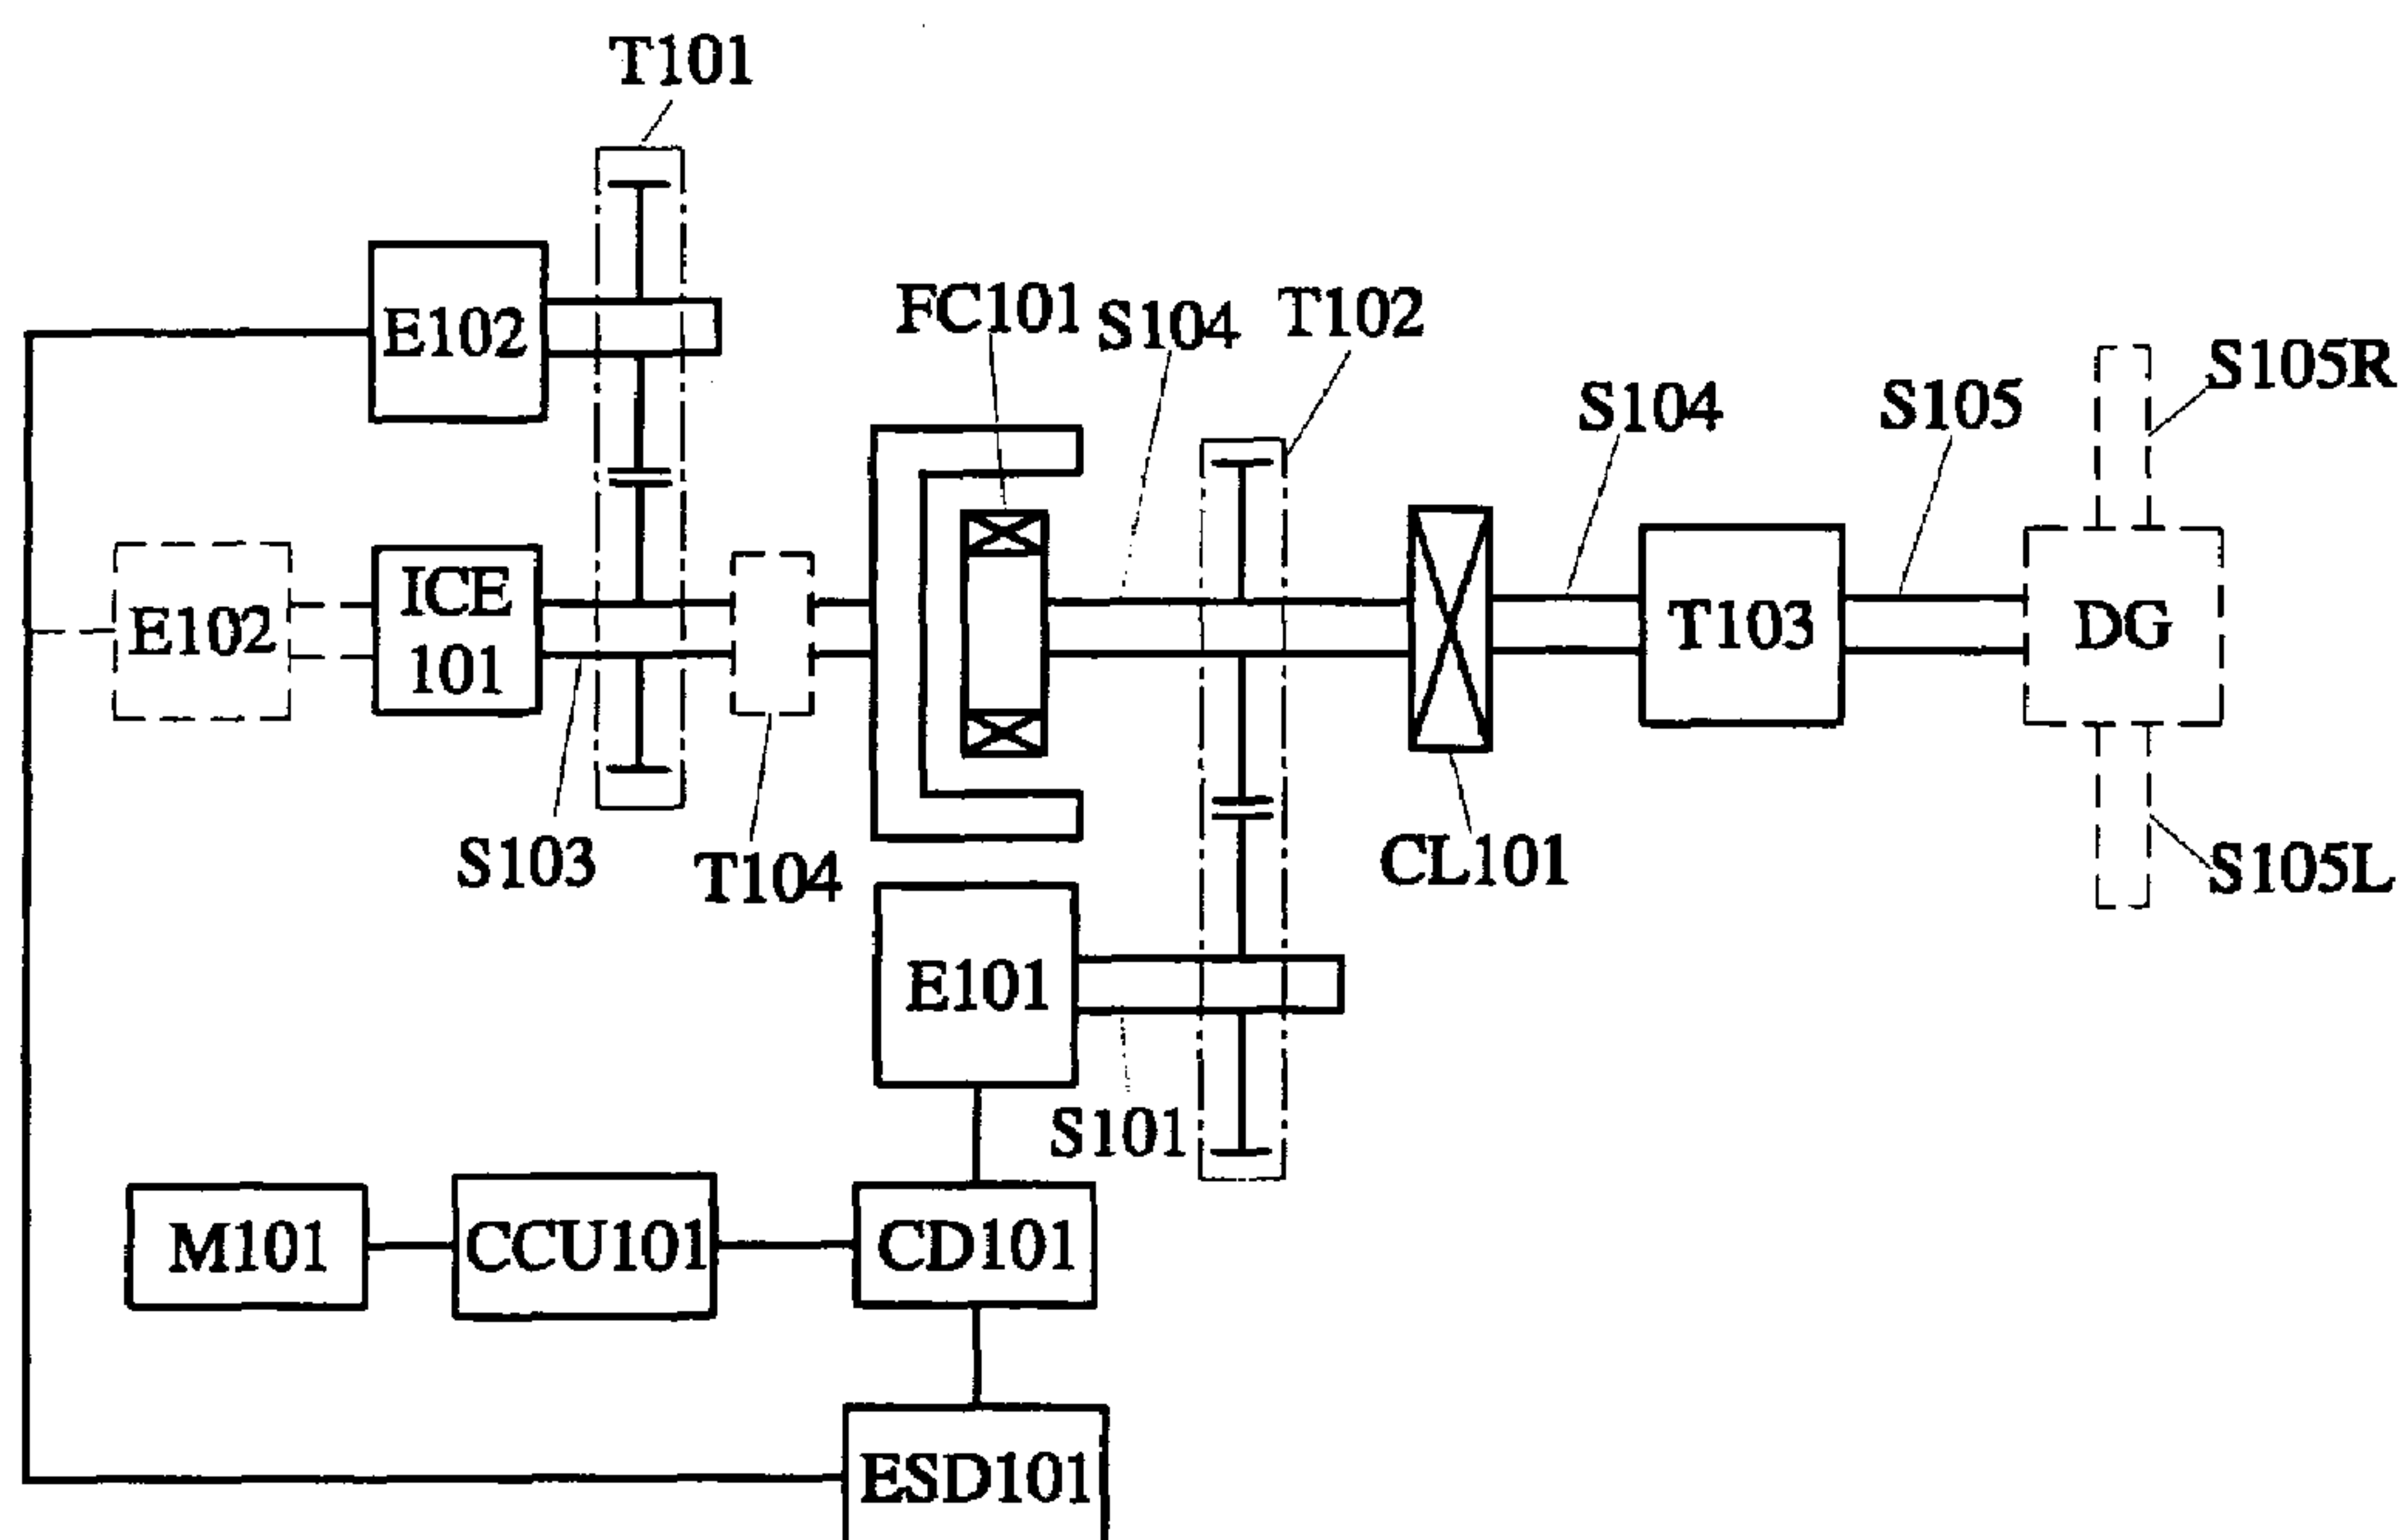 T101
E102
FC101
S104
T102
S104
S105
S105R
E102
ICE
101
T103
DG
S103
T104
CL101
S105L
E101
S101
M101
CCU101
CD101
ESD101